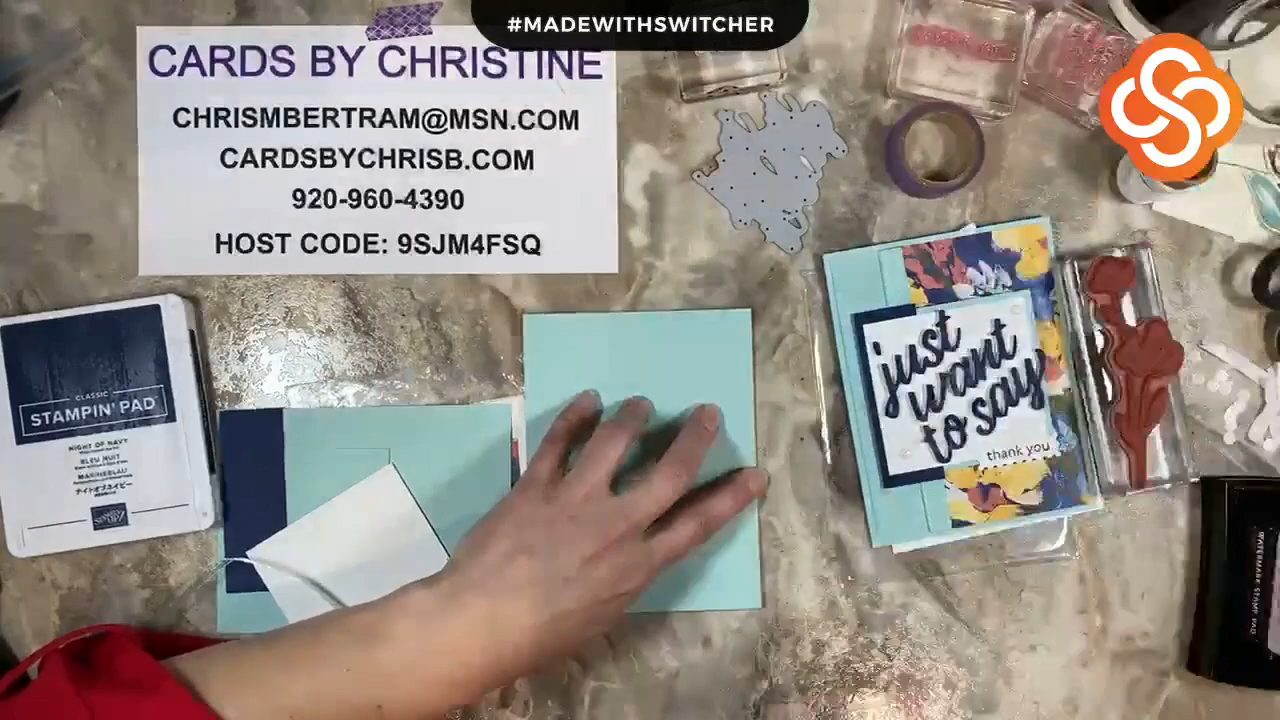 #MADEWITHSWITCHER
CARDS BY CHRISTINE
CHRISMBERTRAM@MSN.COM
CARDSBYCHRISB.COM
920-960-4390
HOST CODE: 9SJM4FSQ
CLASSIC
STAMPIN' PAD
NIGHT OF NAVY
BLEU NUIT
MARINEBLAU
ナイトオブネイビー
just
want
to say
thank you
WATERMARK STAMP PAD